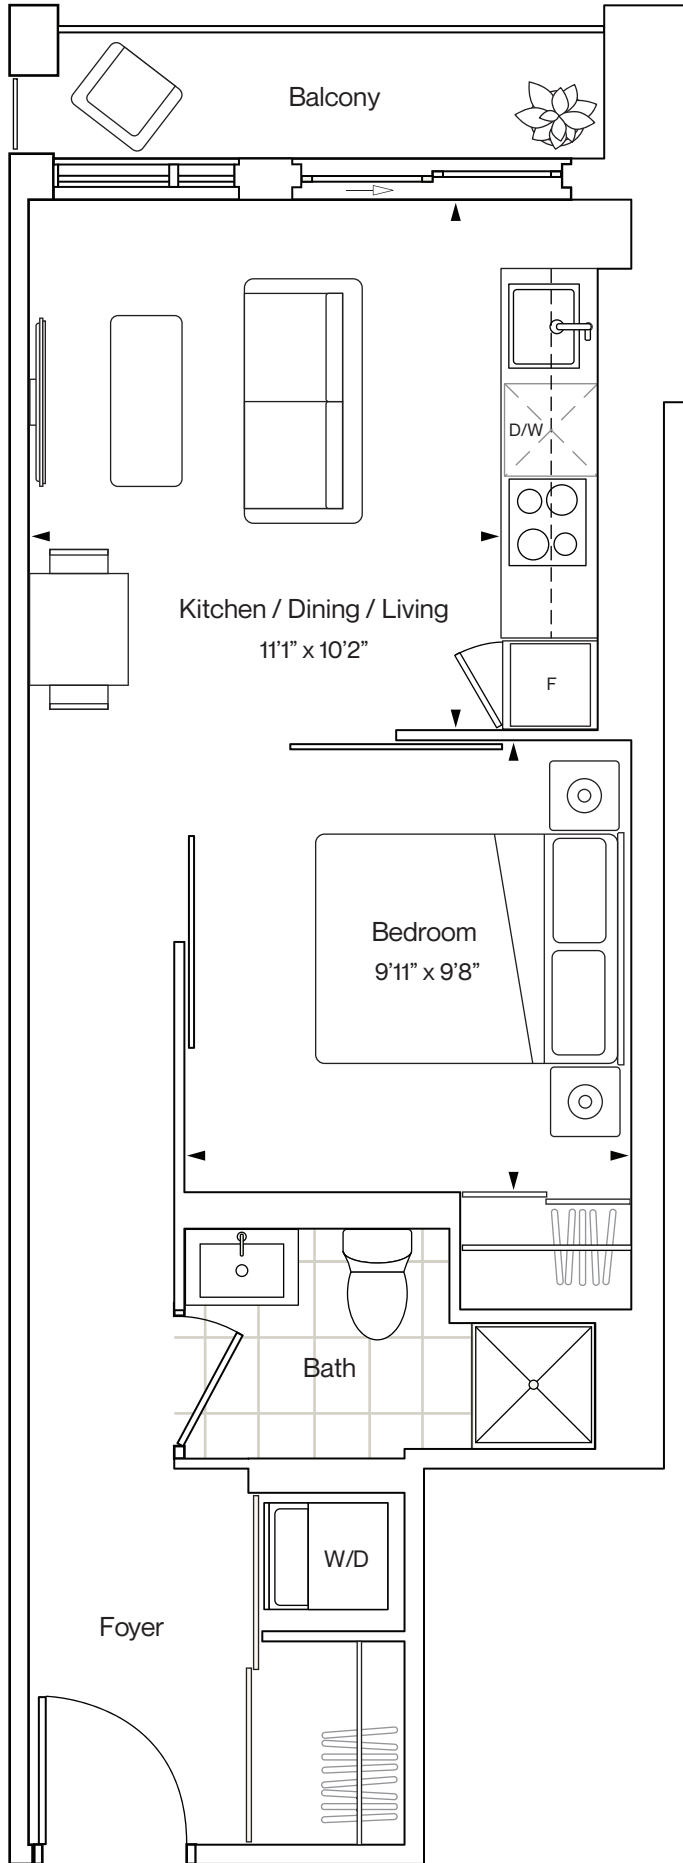 Balcony
D/W
Kitchen / Dining / Living
11’1” x 10’2”
F
Bedroom
9’11” x 9’8”
Bath
W/D
Foyer